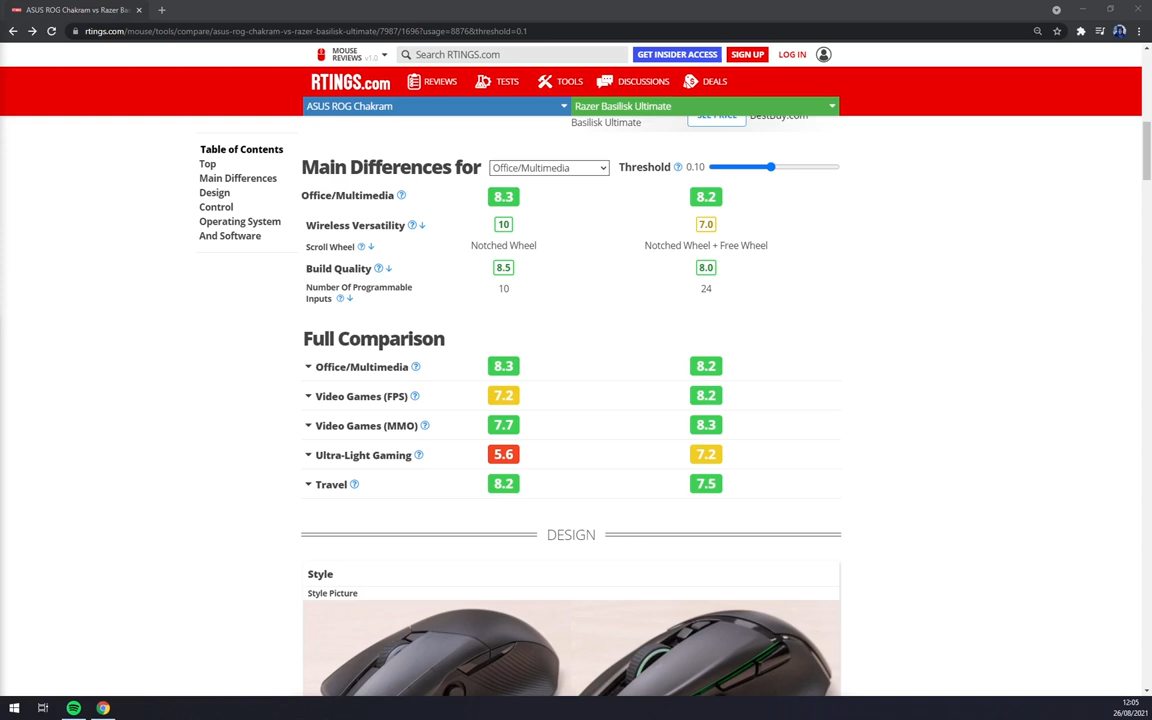 ASUS ROG Chakram vs Razer Ba
rtings.com/mouse/tools/compare/asus-rog-chakram-vs-razer-basilisk-ultimate/7987/1696?usage=8876&threshold=0.1
MOUSE
REVIEWS v1.0
Search RTINGS.com
GET INSIDER ACCESS
SIGN UP
LOG IN
RTINGS.com
REVIEWS
TESTS
TOOLS
DISCUSSIONS
DEALS
ASUS ROG Chakram
Razer Basilisk Ultimate
Basilisk Ultimate
SEE PRICE
BestBuy.com
Table of Contents
Top
Main Differences
Design
Control
Operating System
And Software
Main Differences for Office/Multimedia Threshold ? 0.10
Office/Multimedia ? 8.3 8.2
Wireless Versatility ? 10 7.0
Scroll Wheel ? Notched Wheel Notched Wheel + Free Wheel
Build Quality ? 8.5 8.0
Number Of Programmable
Inputs ? 10 24
Full Comparison
Office/Multimedia ? 8.3 8.2
Video Games (FPS) ? 7.2 8.2
Video Games (MMO) ? 7.7 8.3
Ultra-Light Gaming ? 5.6 7.2
Travel ? 8.2 7.5
DESIGN
Style
Style Picture
12:05
26/08/2021